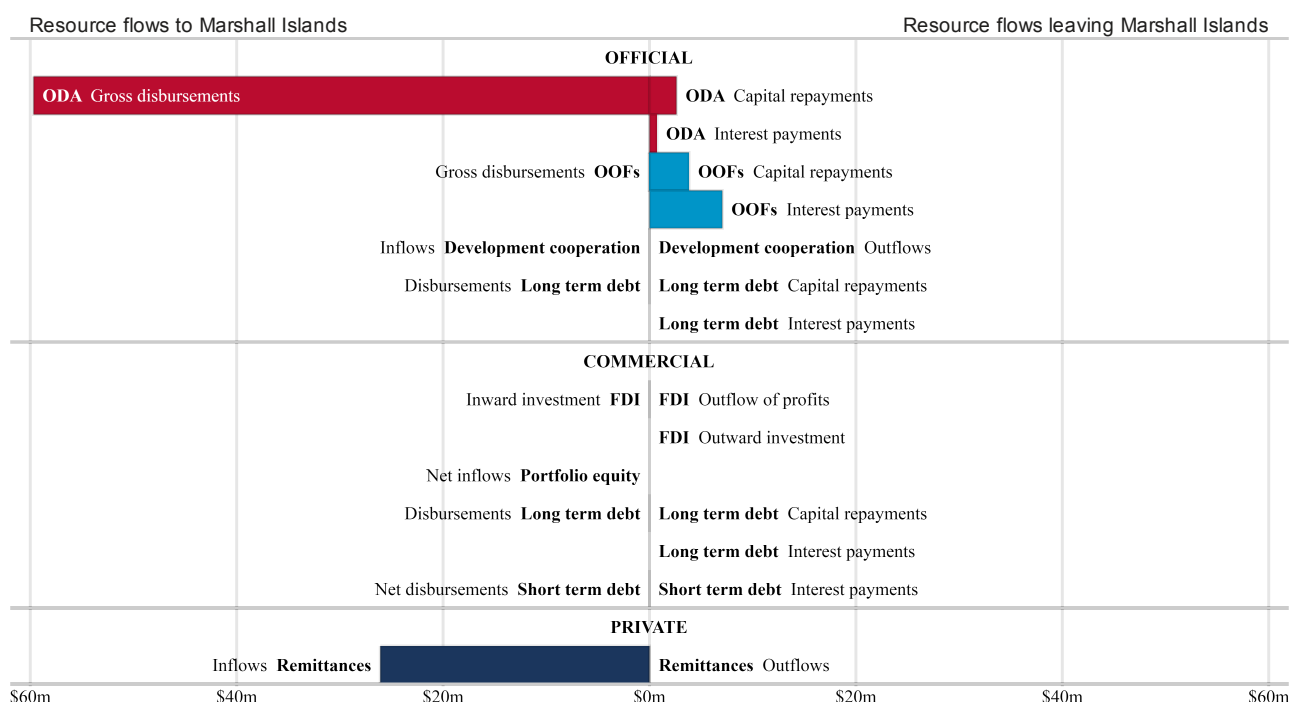 Resource flows to Marshall Islands Resource flows leaving Marshall Islands
OFFICIAL
ODA Gross disbursements ODA Capital repayments
ODA Interest payments
Gross disbursements OOFs OOFs Capital repayments
OOFs Interest payments
Inflows Development cooperation Development cooperation Outflows
Disbursements Long term debt Long term debt Capital repayments
Long term debt Interest payments
COMMERCIAL
Inward investment FDI FDI Outflow of profits
FDI Outward investment
Net inflows Portfolio equity
Disbursements Long term debt Long term debt Capital repayments
Long term debt Interest payments
Net disbursements Short term debt Short term debt Interest payments
PRIVATE
Inflows Remittances Remittances Outflows
$60m $40m $20m $0m $20m $40m $60m